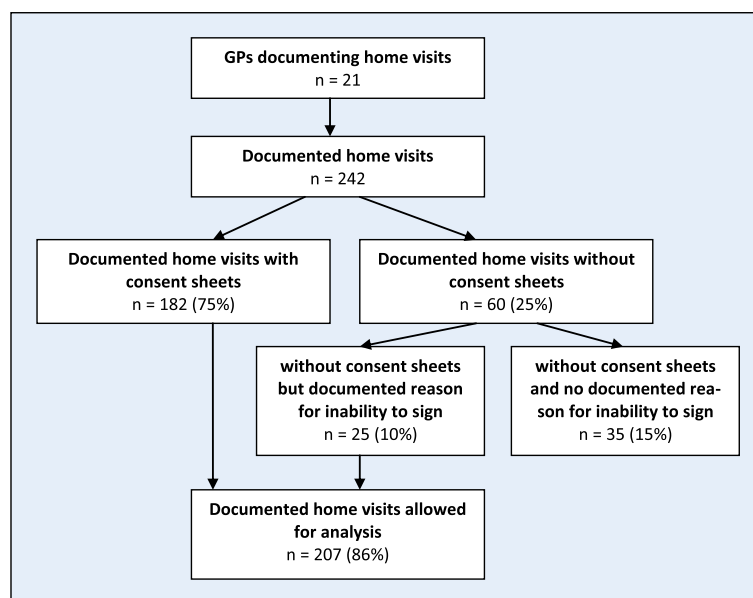 GPs documenting home visits
n = 21
Documented home visits
n = 242
Documented home visits with
consent sheets
n = 182 (75%)
Documented home visits without
consent sheets
n = 60 (25%)
without consent sheets
but documented reason
for inability to sign
n = 25 (10%)
without consent sheets
and no documented rea-
son for inability to sign
n = 35 (15%)
Documented home visits allowed
for analysis
n = 207 (86%)